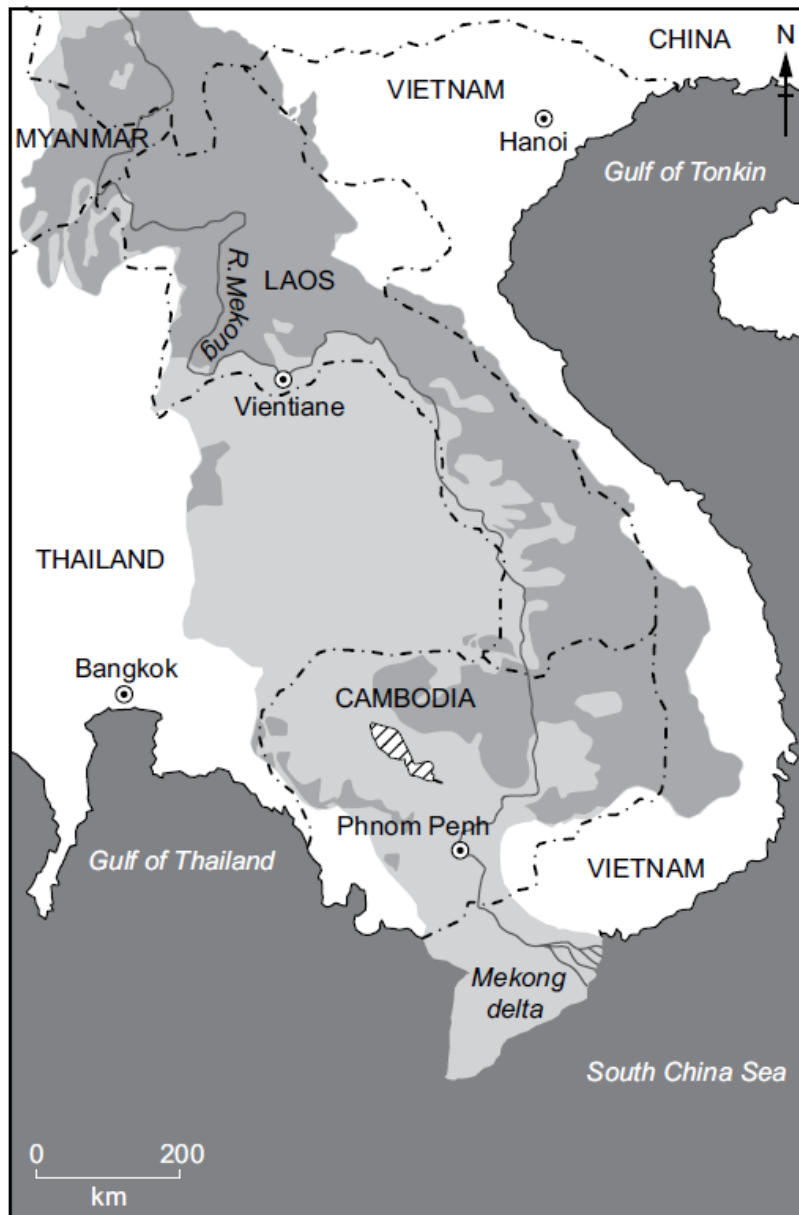 CHINA
N
VIETNAM
Hanoi
MYANMAR
Gulf of Tonkin
LAOS
R. Mekong
Vientiane
THAILAND
Bangkok
CAMBODIA
Phnom Penh
Gulf of Thailand
VIETNAM
Mekong
delta
South China Sea
0 200
km